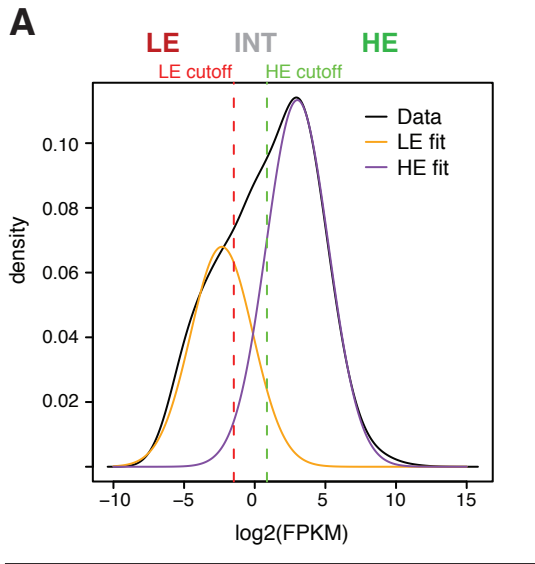 A
LE INT HE
LE cutoff HE cutoff
Data
LE fit
HE fit
0.10
0.08
0.06
0.04
0.02
density
−10 −5 0 5 10 15
log2(FPKM)